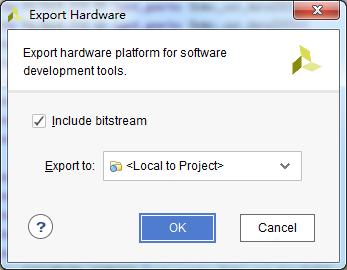 Export Hardware
Export hardware platform for software
development tools.
Include bitstream
Export to: <Local to Project>
?
OK Cancel